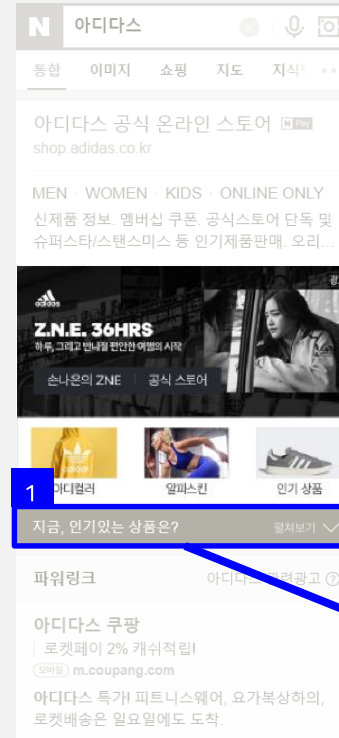 N 아디다스
통합 이미지 쇼핑 지도 지식
아디다스 공식 온라인 스토어 N Pay
shop.adidas.co.kr
MEN · WOMEN · KIDS · ONLINE ONLY
신제품 정보. 멤버십 쿠폰. 공식스토어 단독 및
슈퍼스타/스탠스미스 등 인기제품판매. 오리...
adidas
Z.N.E. 36HRS
하루, 그리고 반나절 편안한 여행의 시작
손나은의 ZNE | 공식 스토어
아디컬러 알파스킨 인기 상품
1
지금, 인기있는 상품은? 펼쳐보기
파워링크
아디다스 쿠팡
로켓페이 2% 캐쉬적립!
모바일 m.coupang.com
아디다스 특가! 피트니스웨어, 요가복상하의,
로켓배송은 일요일에도 도착.